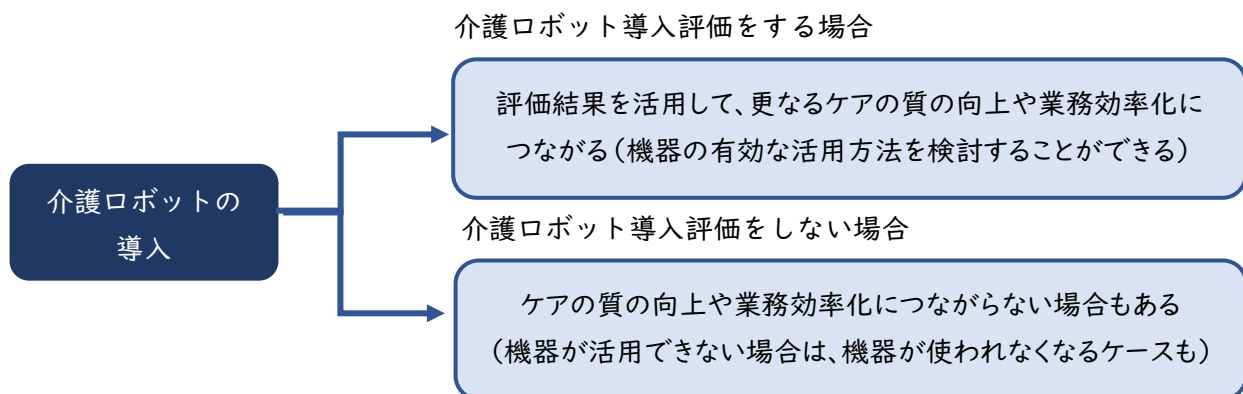 介護ロボット導入評価をする場合
評価結果を活用して、更なるケアの質の向上や業務効率化に
つながる（機器の有効な活用方法を検討することができる）
介護ロボットの
導入
介護ロボット導入評価をしない場合
ケアの質の向上や業務効率化につながらない場合もある
（機器が活用できない場合は、機器が使われなくなるケースも）